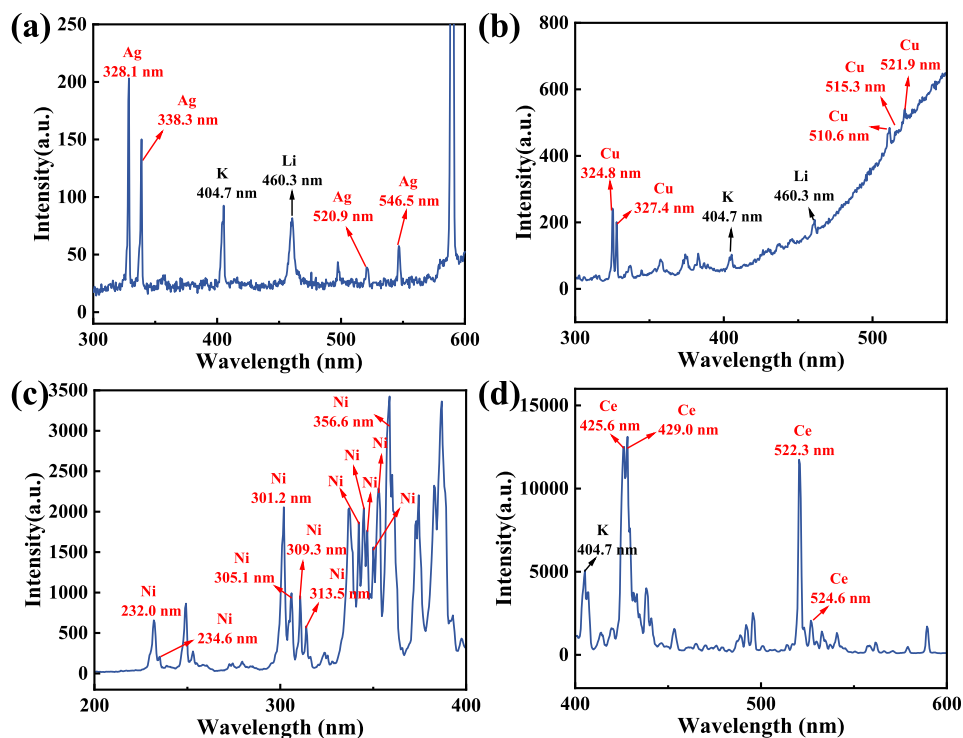 (a)
250
200
150
100
50
0
Intensity(a.u.)
Ag
328.1 nm
Ag
338.3 nm
K
404.7 nm
Li
460.3 nm
Ag
520.9 nm
Ag
546.5 nm
300 400 500 600
Wavelength (nm)
(b)
800
600
400
200
0
Intensity(a.u.)
Cu
324.8 nm
Cu
327.4 nm
K
404.7 nm
Li
460.3 nm
Cu
510.6 nm
Cu
515.3 nm
Cu
521.9 nm
300 400 500
Wavelength (nm)
(c)
3500
3000
2500
2000
1500
1000
500
0
Intensity(a.u.)
Ni
232.0 nm
Ni
234.6 nm
Ni
301.2 nm
Ni
305.1 nm
Ni
309.3 nm
Ni
313.5 nm
Ni
Ni
Ni
356.6 nm
Ni
Ni
Ni
200 300 400
Wavelength (nm)
(d)
15000
10000
5000
0
Intensity(a.u.)
K
404.7 nm
Ce
425.6 nm
Ce
429.0 nm
Ce
522.3 nm
Ce
524.6 nm
400 500 600
Wavelength (nm)